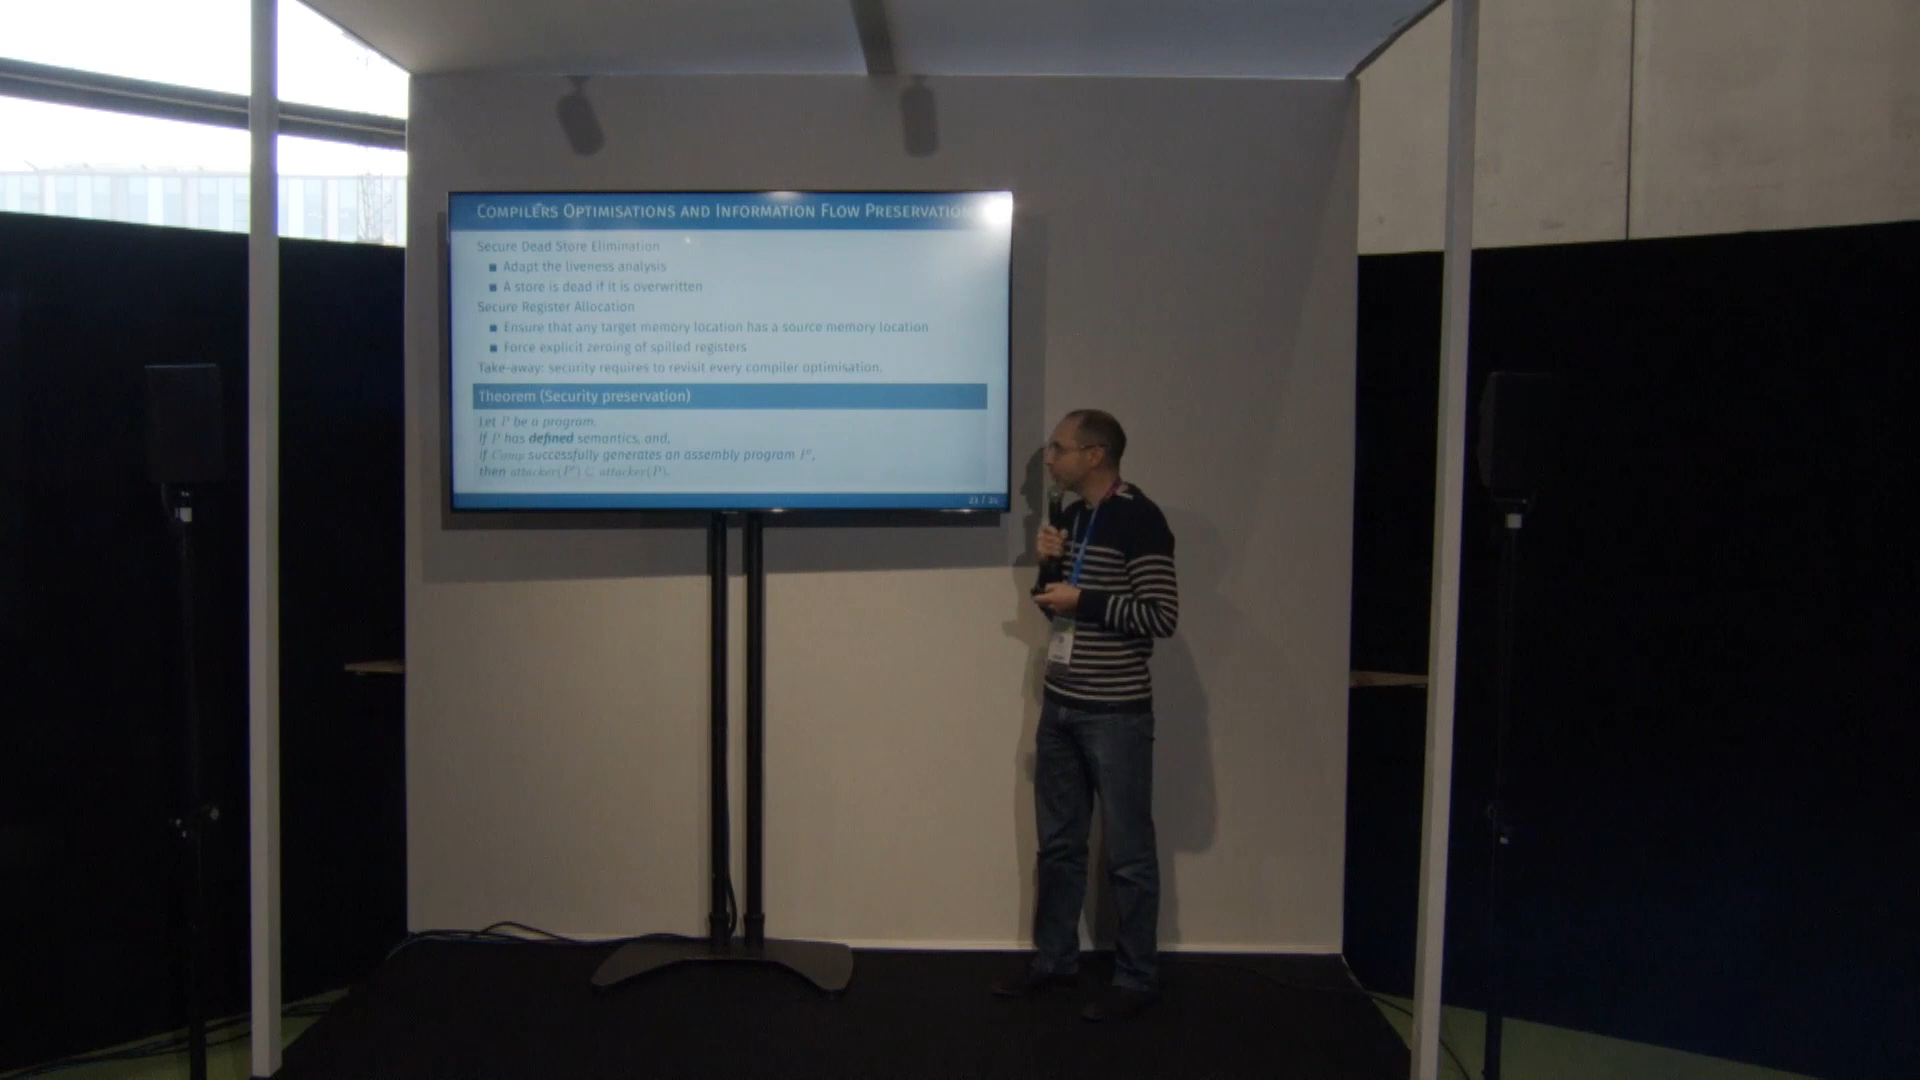 COMPILERS OPTIMISATIONS AND INFORMATION FLOW PRESERVATION
Secure Dead Store Elimination
■ Adapt the liveness analysis
■ A store is dead if it is overwritten
Secure Register Allocation
■ Ensure that any target memory location has a source memory location
■ Force explicit zeroing of spilled registers
Take-away: security requires to revisit every compiler optimisation.
Theorem (Security preservation)
Let P be a program.
If P has defined semantics, and,
if Comp successfully generates an assembly program P′,
then attacker(P′) ⊂ attacker(P).